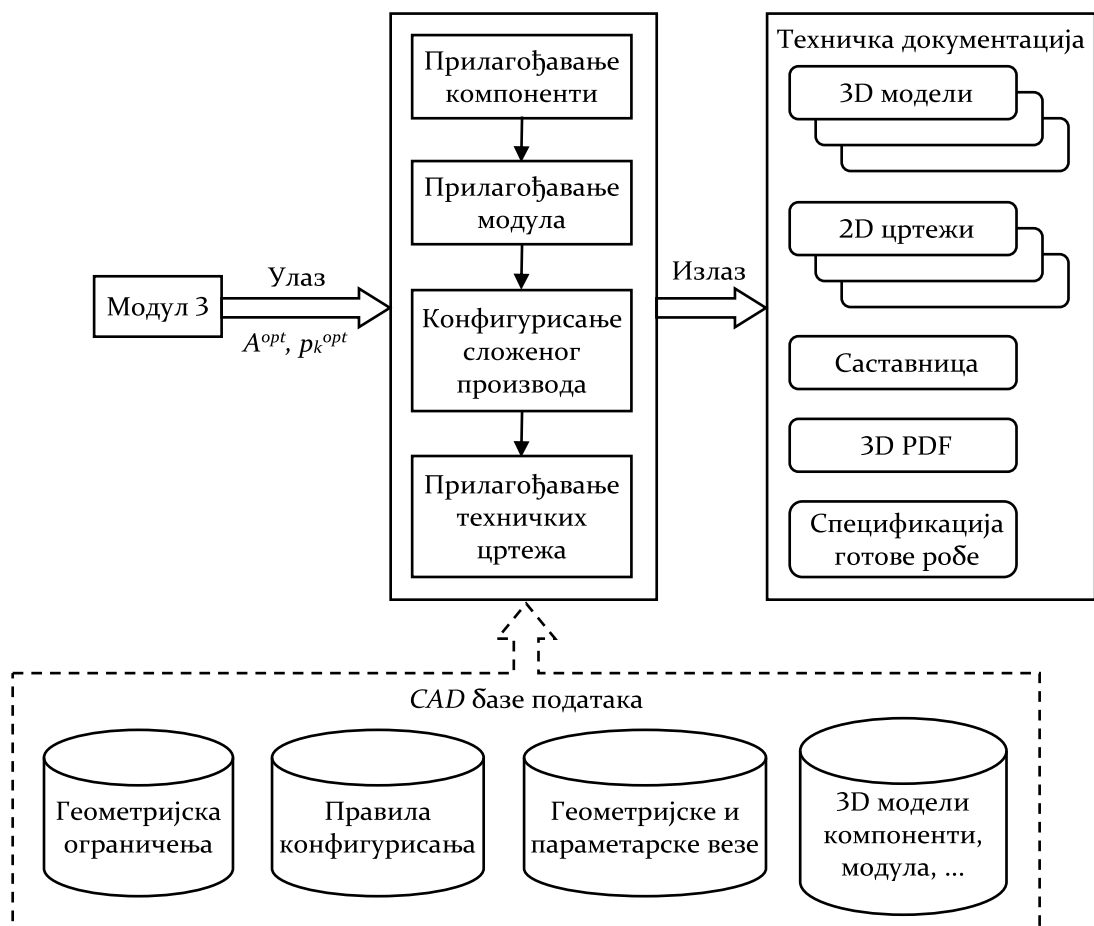 Модул 3
Улаз
A^opt, p_k^opt
Прилагођавање
компоненти
Прилагођавање
модула
Конфигурисање
сложеног
производа
Прилагођавање
техничких
цртежа
Излаз
Техничка документација
3D модели
2D цртежи
Саставница
3D PDF
Спецификација
готове робе
CAD базе података
Геометријска
ограничења
Правила
конфигурисања
Геометријске и
параметарске везе
3D модели
компоненти,
модула, ...